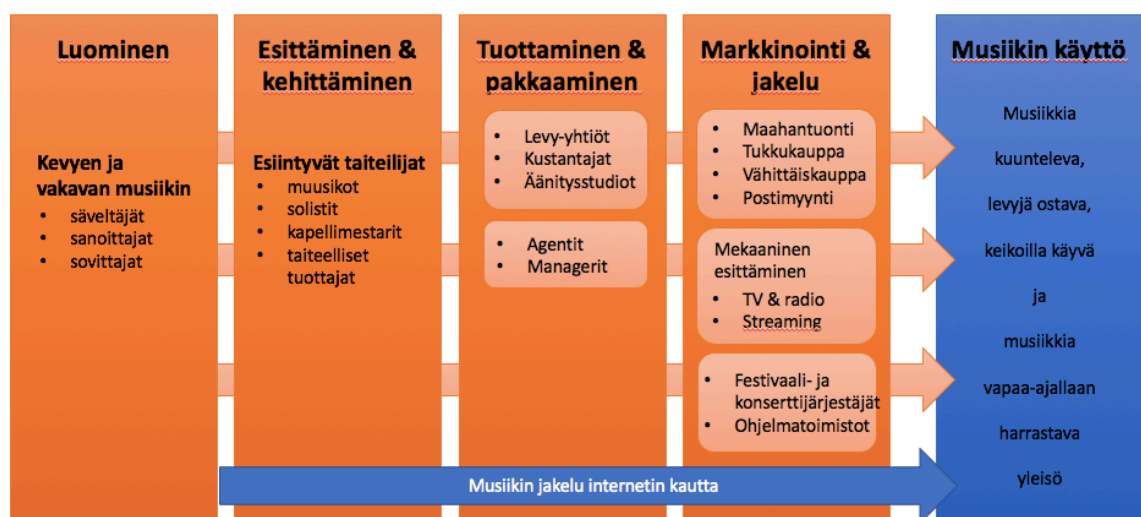 Luominen
Kevyen ja
vakavan musiikin
• säveltäjät
• sanoittajat
• sovittajat
Esittäminen &
kehittäminen
Esiintyvät taiteilijat
• muusikot
• solistit
• kapellimestarit
• taiteelliset
tuottajat
Tuottaminen &
pakkaaminen
• Levy-yhtiöt
• Kustantajat
• Äänitysstudiot
• Agentit
• Managerit
Markkinointi &
jakelu
• Maahantuonti
• Tukkukauppa
• Vähittäiskauppa
• Postimyynti
Mekaaninen
esittäminen
• TV & radio
• Streaming
• Festivaali- ja
konserttijärjestäjät
• Ohjelmatoimistot
Musiikin käyttö
Musiikkia
kuunteleva,
levyjä ostava,
keikoilla käyvä
ja
musiikkia
vapaa-ajallaan
harrastava
yleisö
Musiikin jakelu internetin kautta